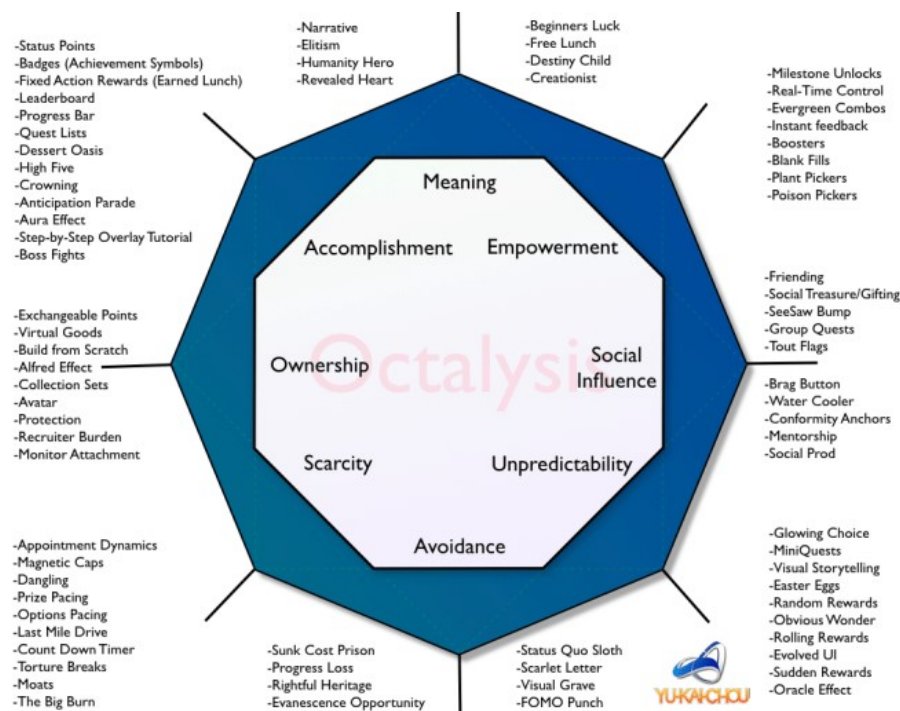 -Narrative
-Elitism
-Humanity Hero
-Revealed Heart
-Beginners Luck
-Free Lunch
-Destiny Child
-Creationist
-Status Points
-Badges (Achievement Symbols)
-Fixed Action Rewards (Earned Lunch)
-Leaderboard
-Progress Bar
-Quest Lists
-Dessert Oasis
-High Five
-Crowning
-Anticipation Parade
-Aura Effect
-Step-by-Step Overlay Tutorial
-Boss Fights
-Milestone Unlocks
-Real-Time Control
-Evergreen Combos
-Instant feedback
-Boosters
-Blank Fills
-Plant Pickers
-Poison Pickers
Meaning
Accomplishment
Empowerment
Ownership
Octalysis
Social
Influence
Scarcity
Unpredictability
Avoidance
-Exchangeable Points
-Virtual Goods
-Build from Scratch
-Alfred Effect
-Collection Sets
-Avatar
-Protection
-Recruiter Burden
-Monitor Attachment
-Friending
-Social Treasure/Gifting
-SeeSaw Bump
-Group Quests
-Tout Flags
-Brag Button
-Water Cooler
-Conformity Anchors
-Mentorship
-Social Prod
-Appointment Dynamics
-Magnetic Caps
-Dangling
-Prize Pacing
-Options Pacing
-Last Mile Drive
-Count Down Timer
-Torture Breaks
-Moats
-The Big Burn
-Sunk Cost Prison
-Progress Loss
-Rightful Heritage
-Evanescence Opportunity
-Status Quo Sloth
-Scarlet Letter
-Visual Grave
-FOMO Punch
-Glowing Choice
-MiniQuests
-Visual Storytelling
-Easter Eggs
-Random Rewards
-Obvious Wonder
-Rolling Rewards
-Evolved UI
-Sudden Rewards
-Oracle Effect
YU-KAI-CHOU